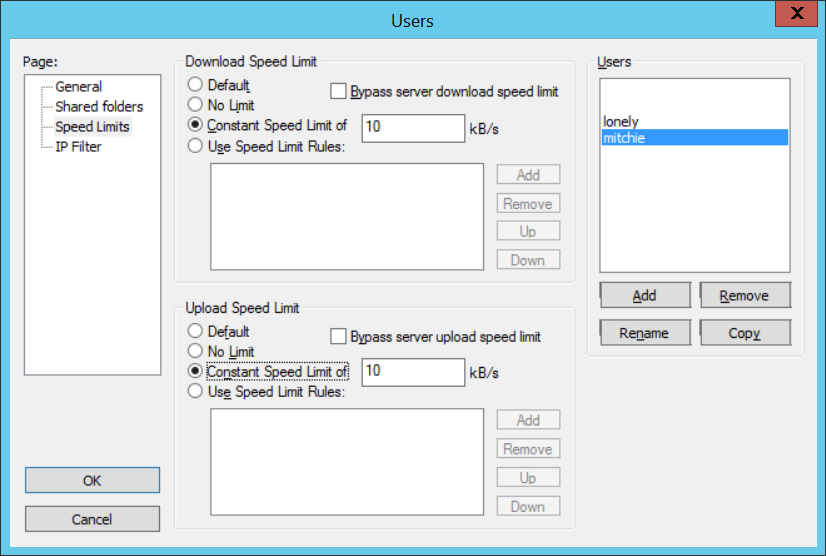 Users
X
Page:
General
Shared folders
Speed Limits
IP Filter
OK
Cancel
Download Speed Limit
Default
Bypass server download speed limit
No Limit
Constant Speed Limit of 10 kB/s
Use Speed Limit Rules:
Add
Remove
Up
Down
Upload Speed Limit
Default
Bypass server upload speed limit
No Limit
Constant Speed Limit of 10 kB/s
Use Speed Limit Rules:
Add
Remove
Up
Down
Users
lonely
mitchie
Add Remove
Rename Copy